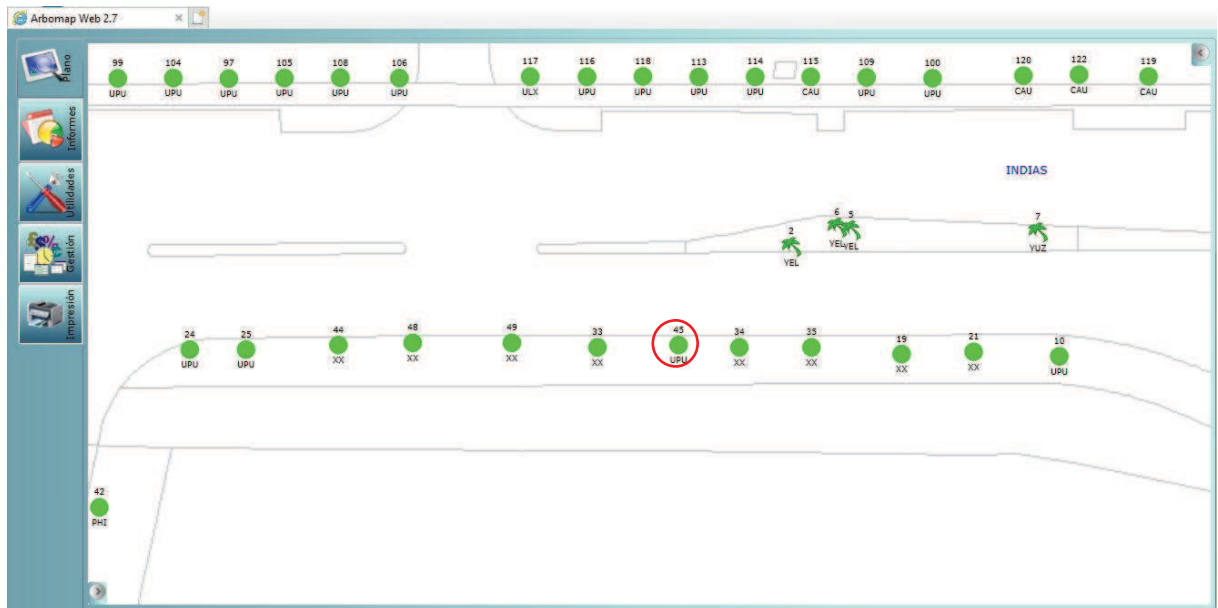 Arbomap Web 2.7
Plano
Informes
Utilidades
Gestión
Impresión
99 104 97 105 108 106 117 116 118 113 114 115 109 100 120 122 119
UPU UPU UPU UPU UPU UPU ULX UPU UPU UPU UPU CAU UPU UPU CAU CAU CAU
INDIAS
6 5 7 2
YEL YEL YUZ YEL
24 25 44 48 49 33 45 34 35 19 21 10
UPU UPU XX XX XX XX UPU XX XX XX XX UPU
42
PHI